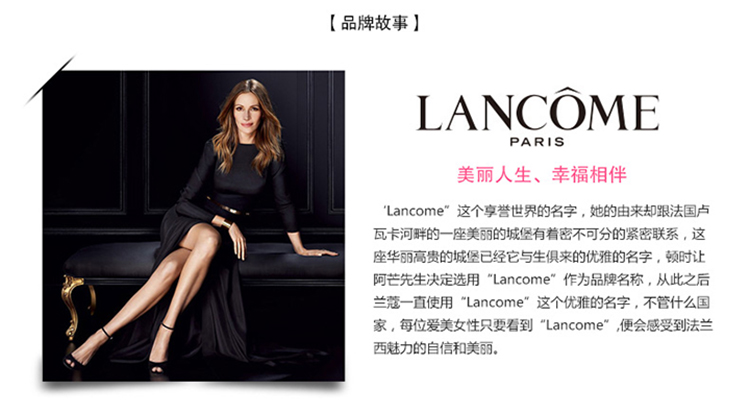 【 品牌故事 】
LANCÔME
PARIS
美丽人生、幸福相伴
‘Lancome”这个享誉世界的名字，她的由来却跟法国卢
瓦卡河畔的一座美丽的城堡有着密不可分的紧密联系，这
座华丽高贵的城堡已经它与生俱来的优雅的名字，顿时让
阿芒先生决定选用“Lancome”作为品牌名称，从此之后
兰蔻一直使用“Lancome”这个优雅的名字，不管什么国
家，每位爱美女性只要看到“Lancome”,便会感受到法兰
西魅力的自信和美丽。